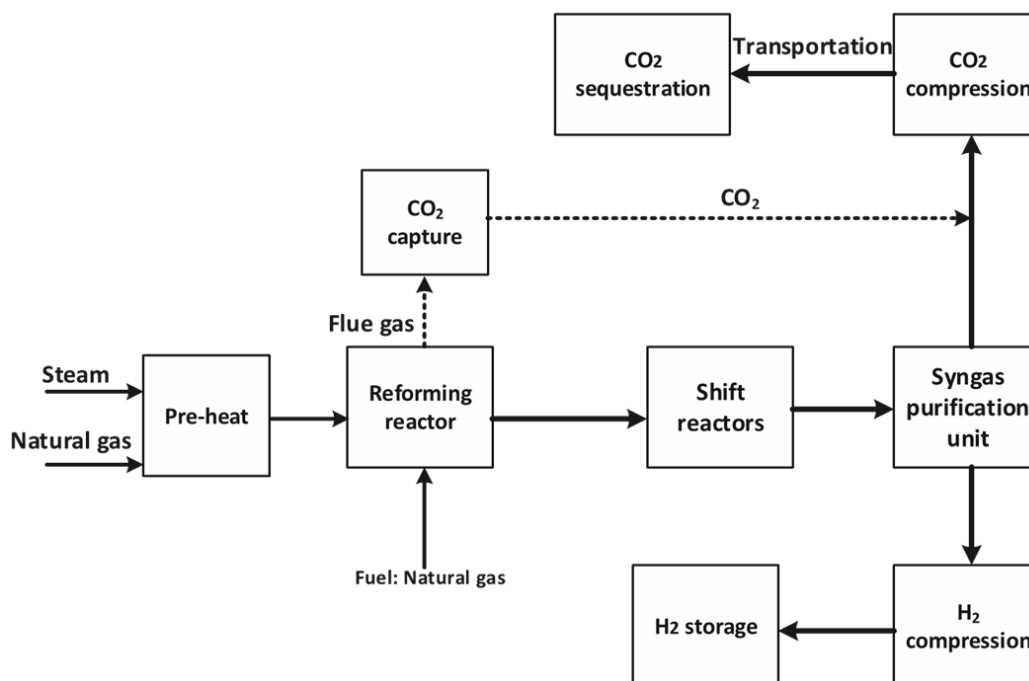 Transportation
CO2
sequestration
CO2
compression
CO2
capture
CO2
Flue gas
Steam
Natural gas
Pre-heat
Reforming
reactor
Shift
reactors
Syngas
purification
unit
Fuel: Natural gas
H2 storage
H2
compression